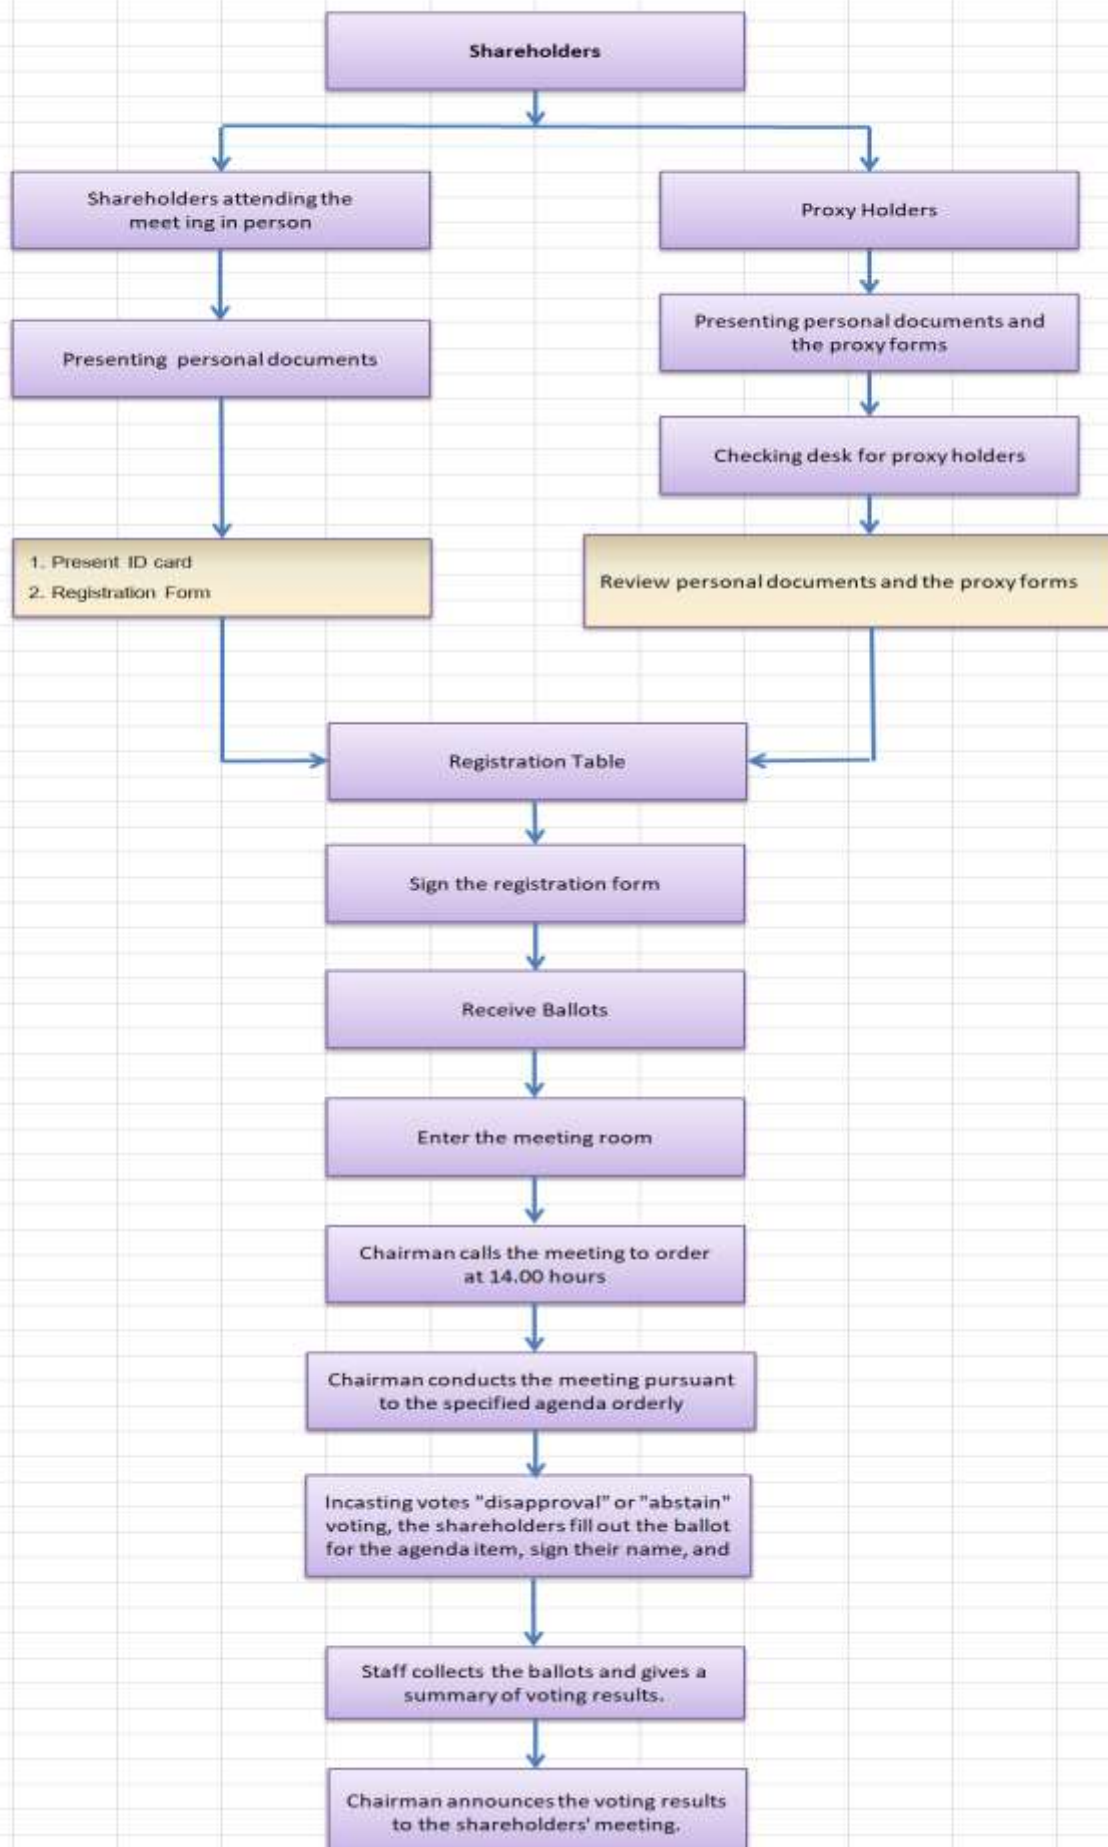 Shareholders
Shareholders attending the
meet ing in person
Proxy Holders
Presenting personal documents
Presenting personal documents and
the proxy forms
Checking desk for proxy holders
1. Present ID card
2. Registration Form
Review personal documents and the proxy forms
Registration Table
Sign the registration form
Receive Ballots
Enter the meeting room
Chairman calls the meeting to order
at 14.00 hours
Chairman conducts the meeting pursuant
to the specified agenda orderly
Incasting votes "disapproval" or "abstain"
voting, the shareholders fill out the ballot
for the agenda item, sign their name, and
Staff collects the ballots and gives a
summary of voting results.
Chairman announces the voting results
to the shareholders' meeting.